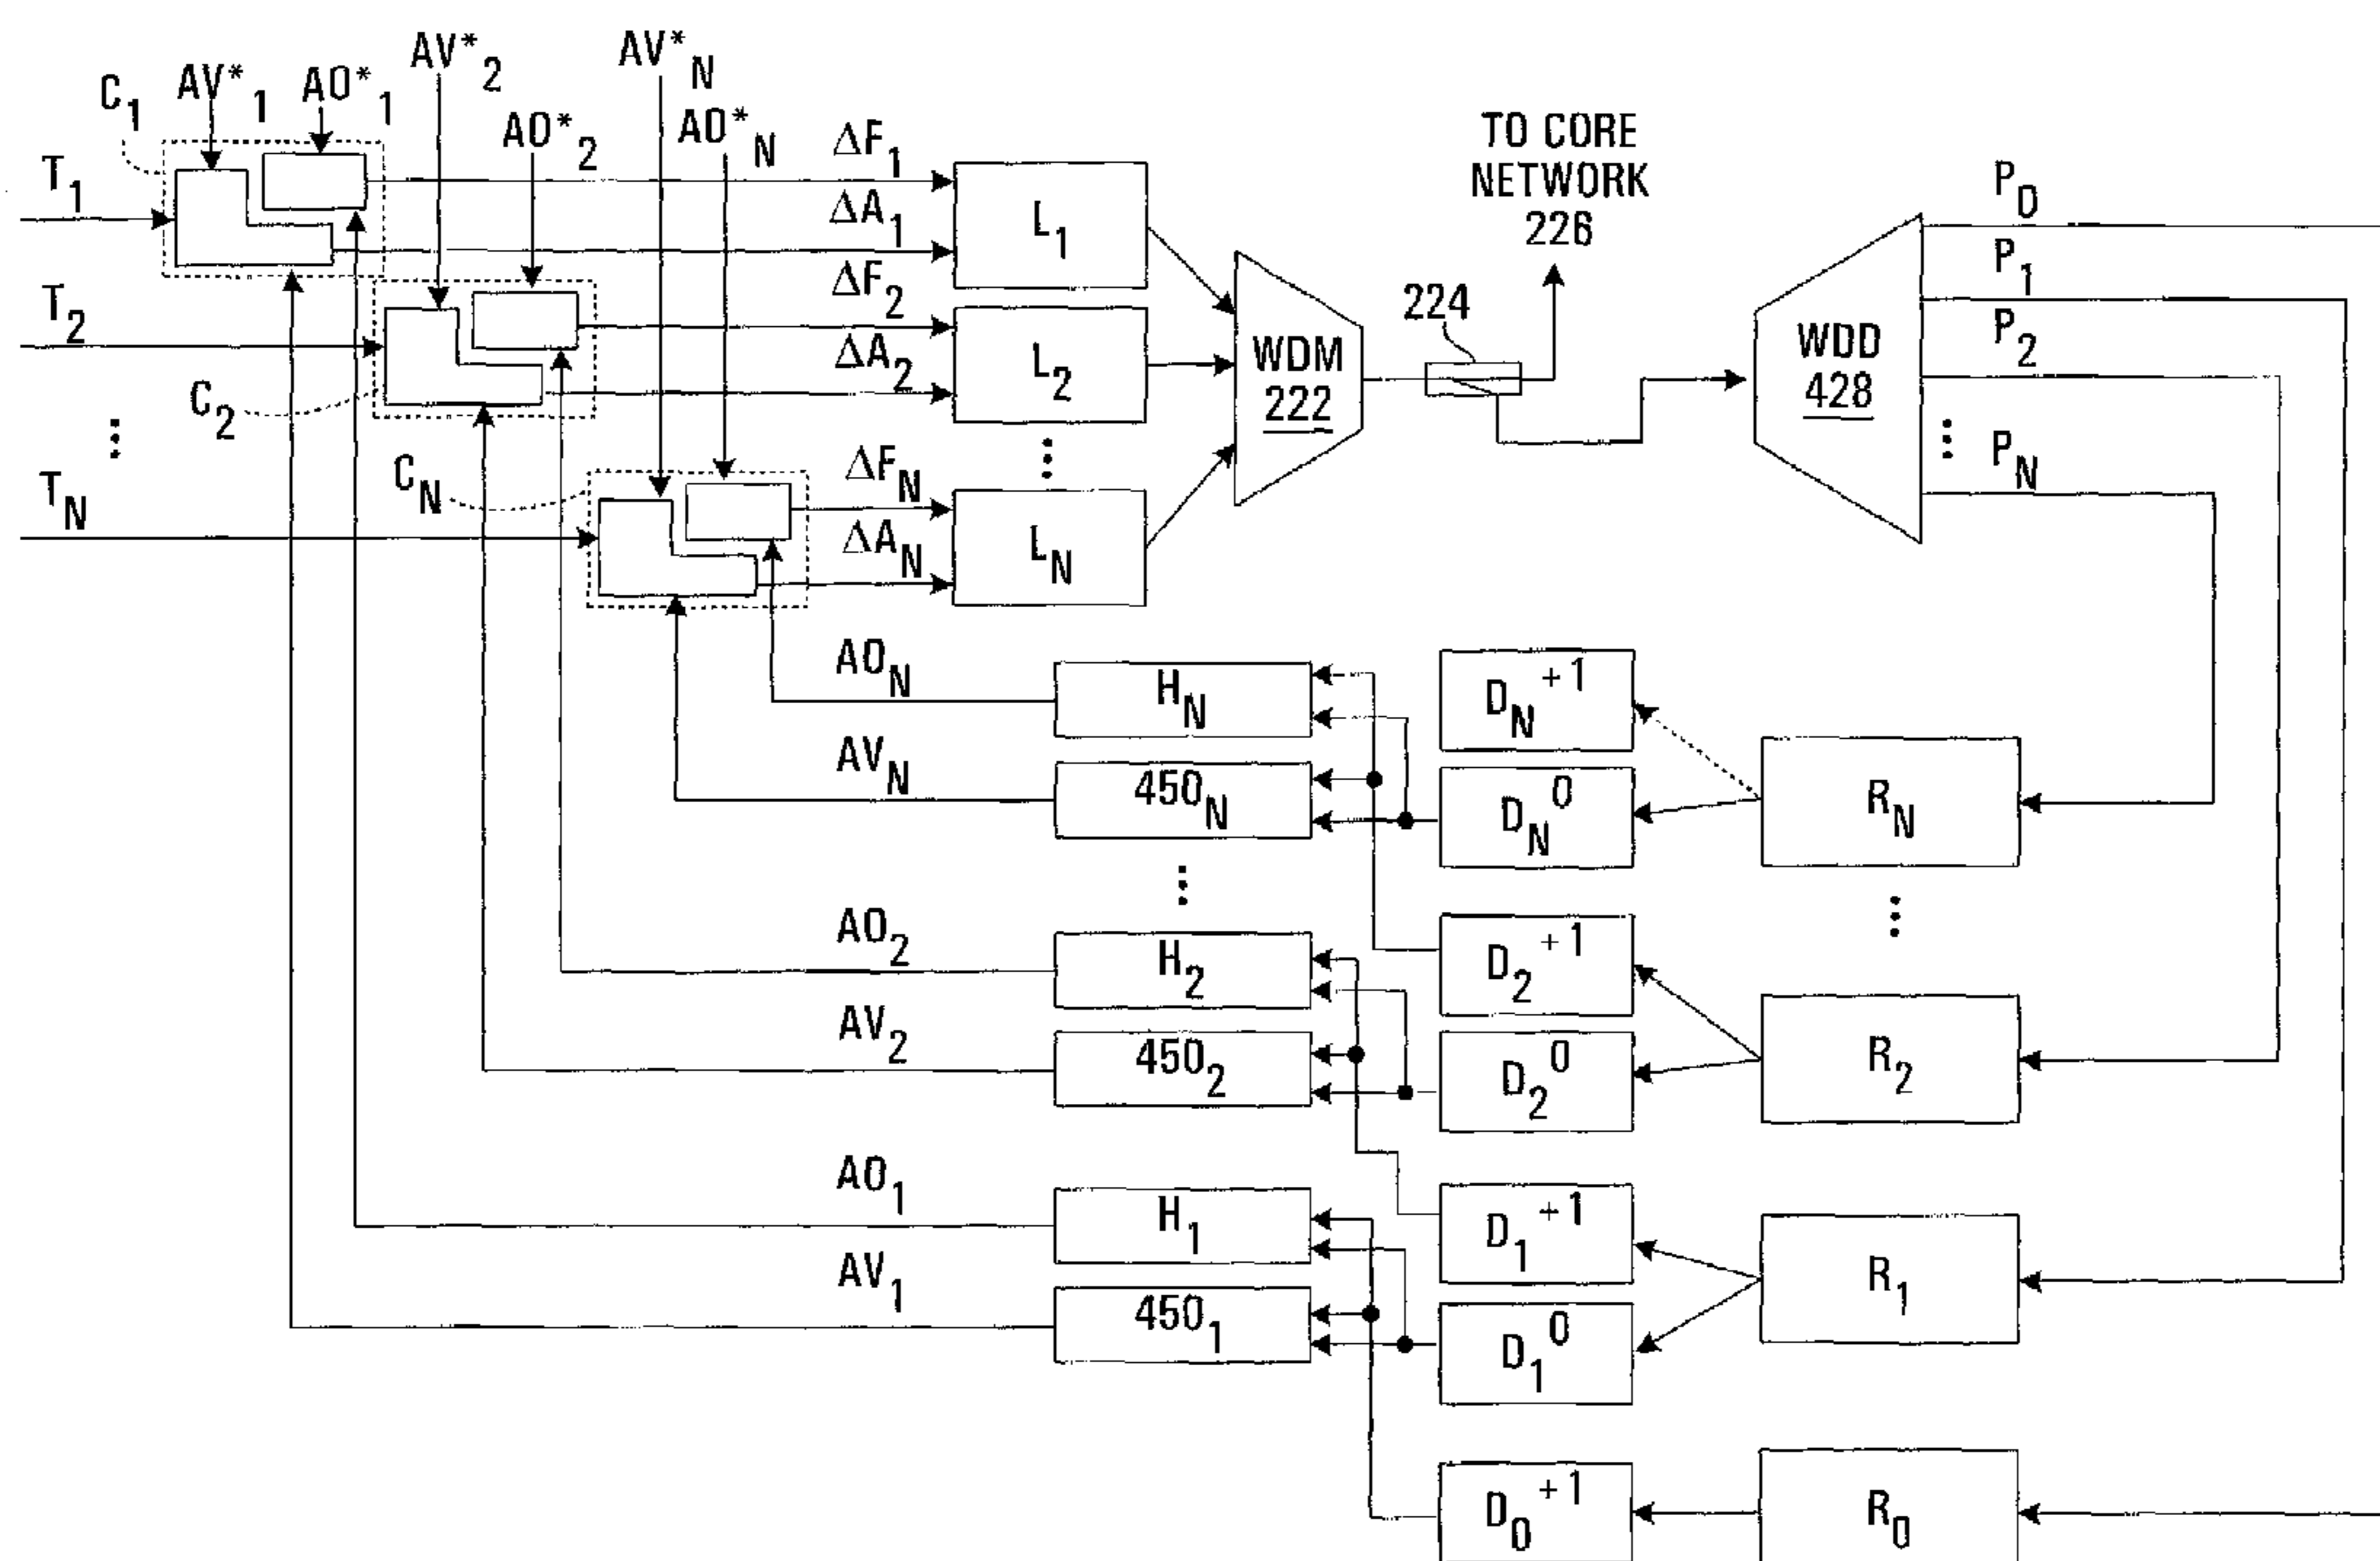 C₁
AV*₁
AO*₁
AV*₂
AO*₂
AV*N
AO*N
T₁
T₂
C₂
⋮
TN
CN
ΔF₁
ΔA₁
ΔF₂
ΔA₂
ΔFN
ΔAN
L₁
L₂
⋮
LN
WDM
222
224
TO CORE
NETWORK
226
WDD
428
P₀
P₁
P₂
⋮
PN
AON
AVN
HN
450N
DN⁺¹
DN⁰
RN
⋮
⋮
AO₂
AV₂
H₂
450₂
D₂⁺¹
D₂⁰
R₂
AO₁
AV₁
H₁
450₁
D₁⁺¹
D₁⁰
R₁
D₀⁺¹
R₀